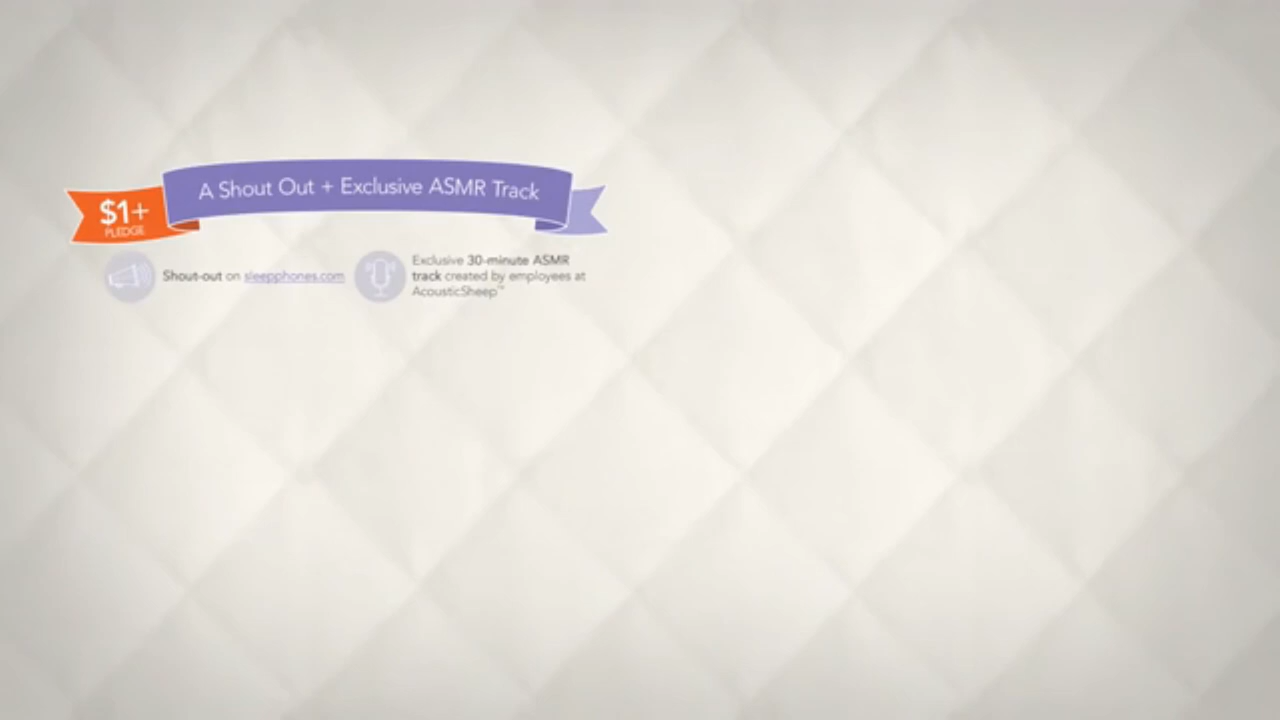 A Shout Out + Exclusive ASMR Track
$1+
PLEDGE
Shout-out on sleepphones.com
Exclusive 30-minute ASMR
track created by employees at
AcousticSheep™